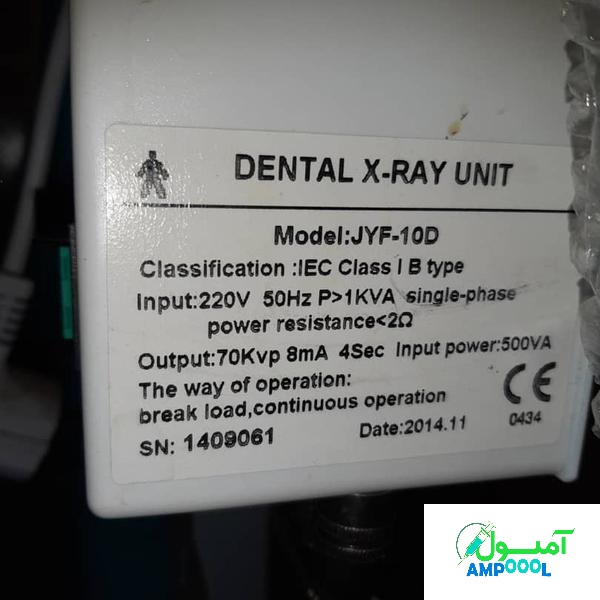 DENTAL X-RAY UNIT
Model:JYF-10D
Classification :IEC Class I B type
Input:220V 50Hz P>1KVA single-phase
power resistance<2Ω
Output:70Kvp 8mA 4Sec Input power:500VA
The way of operation:
break load,continuous operation
CE
0434
SN: 1409061 Date:2014.11
آمپول
AMPOOOL